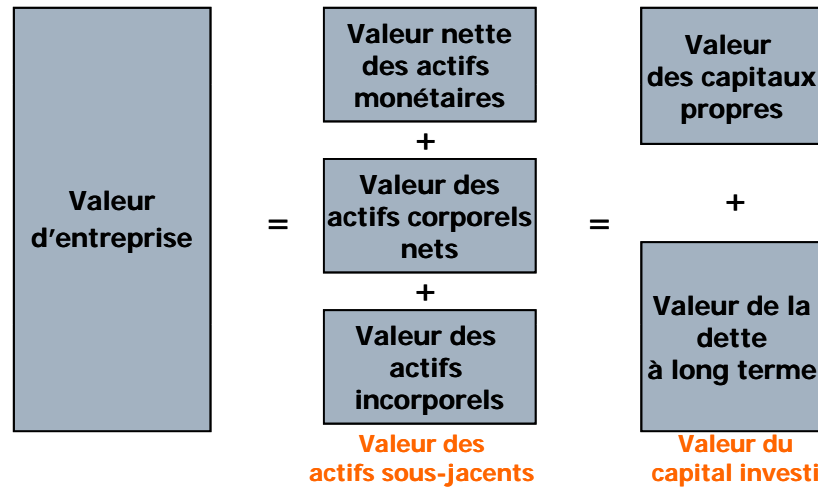 Valeur
d'entreprise
=
Valeur nette
des actifs
monétaires
+
Valeur des
actifs corporels
nets
+
Valeur des
actifs
incorporels
Valeur des
actifs sous-jacents
=
Valeur
des capitaux
propres
+
Valeur de la
dette
à long terme
Valeur du
capital investi